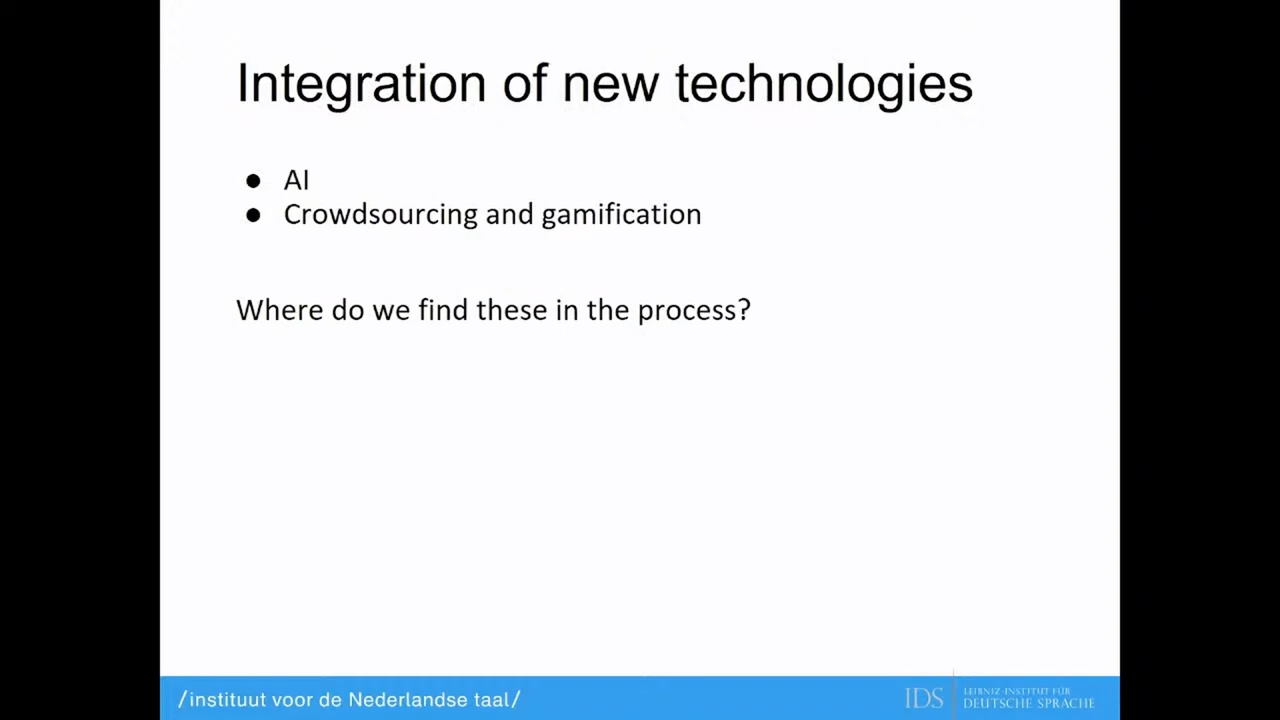 Integration of new technologies
● AI
● Crowdsourcing and gamification
Where do we find these in the process?
/instituut voor de Nederlandse taal/
IDS
LEIBNIZ-INSTITUT FÜR
DEUTSCHE SPRACHE